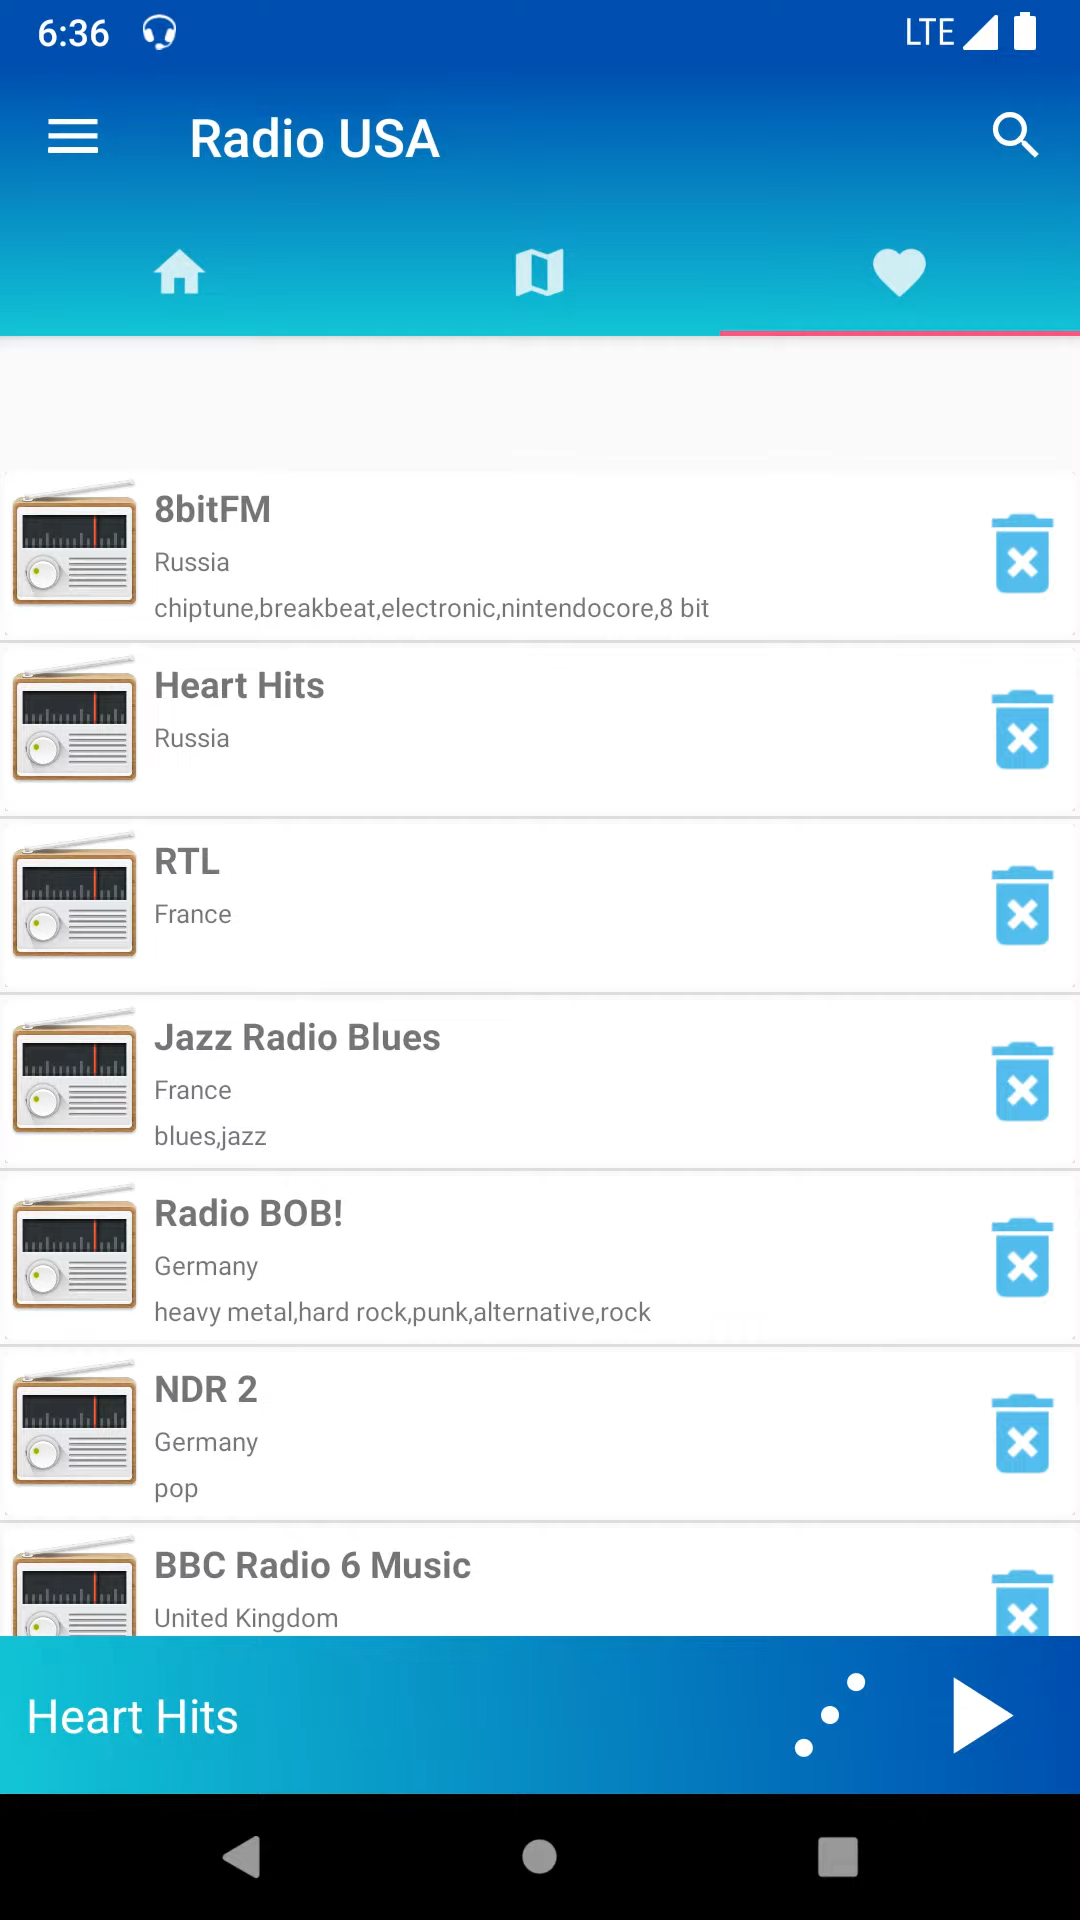 6:36
LTE
Radio USA
8bitFM
Russia
chiptune,breakbeat,electronic,nintendocore,8 bit
Heart Hits
Russia
RTL
France
Jazz Radio Blues
France
blues,jazz
Radio BOB!
Germany
heavy metal,hard rock,punk,alternative,rock
NDR 2
Germany
pop
BBC Radio 6 Music
United Kingdom
Heart Hits